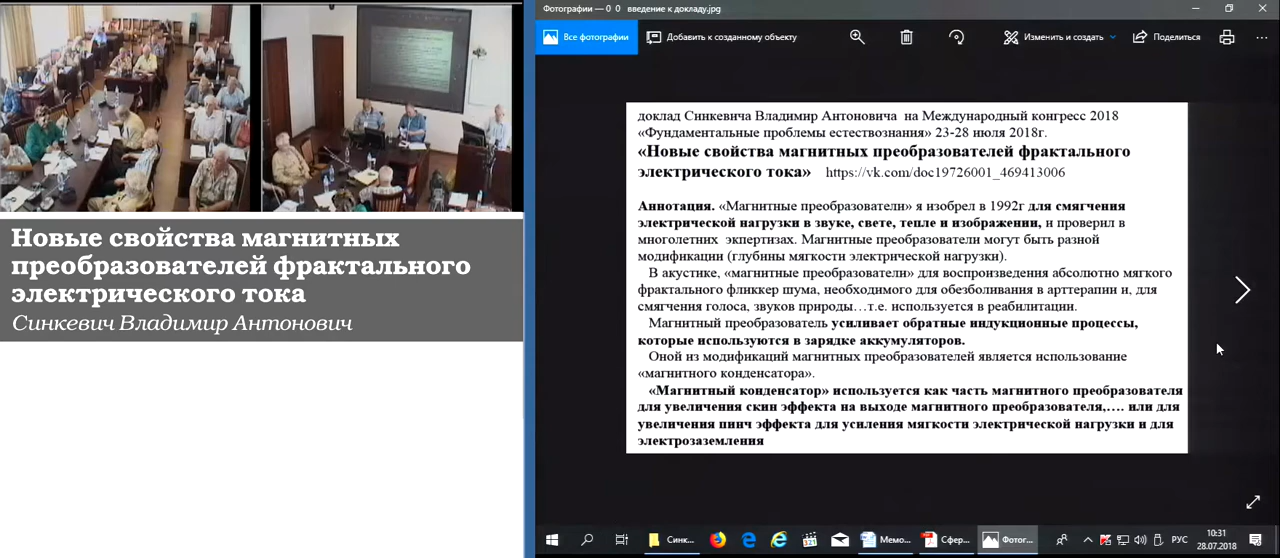 Новые свойства магнитных
преобразователей фрактального
электрического тока
Синкевич Владимир Антонович
Фотографии — 0 0 введение к докладу.jpg
Все фотографии
Добавить к созданному объекту
Изменить и создать
Поделиться
доклад Синкевича Владимир Антоновича на Международный конгресс 2018
«Фундаментальные проблемы естествознания» 23-28 июля 2018г.
«Новые свойства магнитных преобразователей фрактального
электрического тока» https://vk.com/doc19726001_469413006
Аннотация. «Магнитные преобразователи» я изобрел в 1992г для смягчения
электрической нагрузки в звуке, свете, тепле и изображении, и проверил в
многолетних экпертизах. Магнитные преобразователи могут быть разной
модификации (глубины мягкости электрической нагрузки).
В акустике, «магнитные преобразователи» для воспроизведения абсолютно мягкого
фрактального фликкер шума, необходимого для обезболивания в арттерапии и, для
смягчения голоса, звуков природы…т.е. используется в реабилитации.
Магнитный преобразователь усиливает обратные индукционные процессы,
которые используются в зарядке аккумуляторов.
Оной из модификаций магнитных преобразователей является использование
«магнитного конденсатора».
«Магнитный конденсатор» используется как часть магнитного преобразователя
для увеличения скин эффекта на выходе магнитного преобразователя,…. или для
увеличения пинч эффекта для усиления мягкости электрической нагрузки и для
электрозаземления
Синк...
321
Мемо...
Сфер...
Фотог...
РУС
10:31
28.07.2018